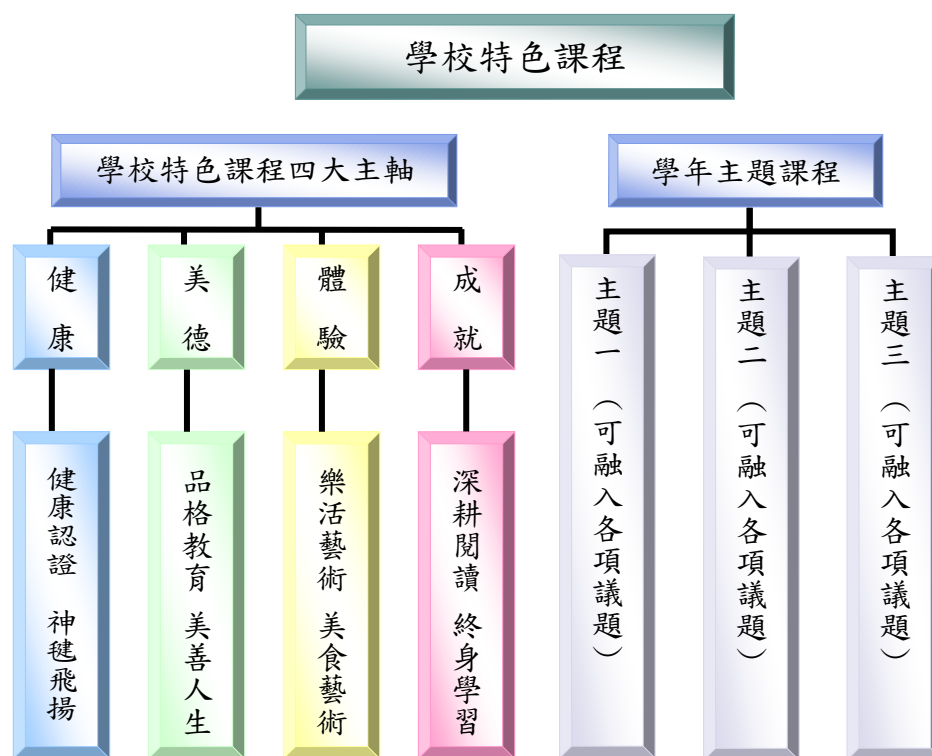 學校特色課程
學校特色課程四大主軸
學年主題課程
健康
美德
體驗
成就
主題一（可融入各項議題）
主題二（可融入各項議題）
主題三（可融入各項議題）
健康認證 神毽飛揚
品格教育 美善人生
樂活藝術 美食藝術
深耕閱讀 終身學習